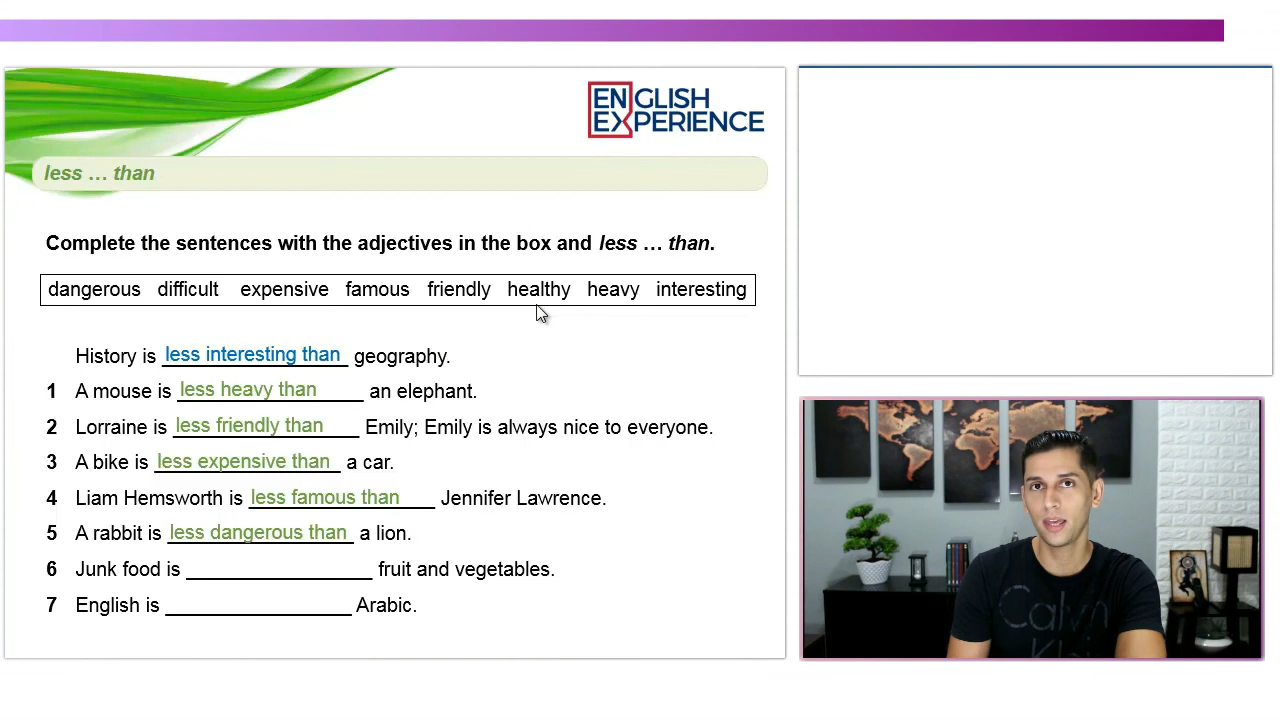 ENGLISH
EXPERIENCE
less … than
Complete the sentences with the adjectives in the box and less … than.
dangerous difficult expensive famous friendly healthy heavy interesting
History is less interesting than geography.
1 A mouse is less heavy than an elephant.
2 Lorraine is less friendly than Emily; Emily is always nice to everyone.
3 A bike is less expensive than a car.
4 Liam Hemsworth is less famous than Jennifer Lawrence.
5 A rabbit is less dangerous than a lion.
6 Junk food is ________________ fruit and vegetables.
7 English is ________________ Arabic.
Calvin
Klein